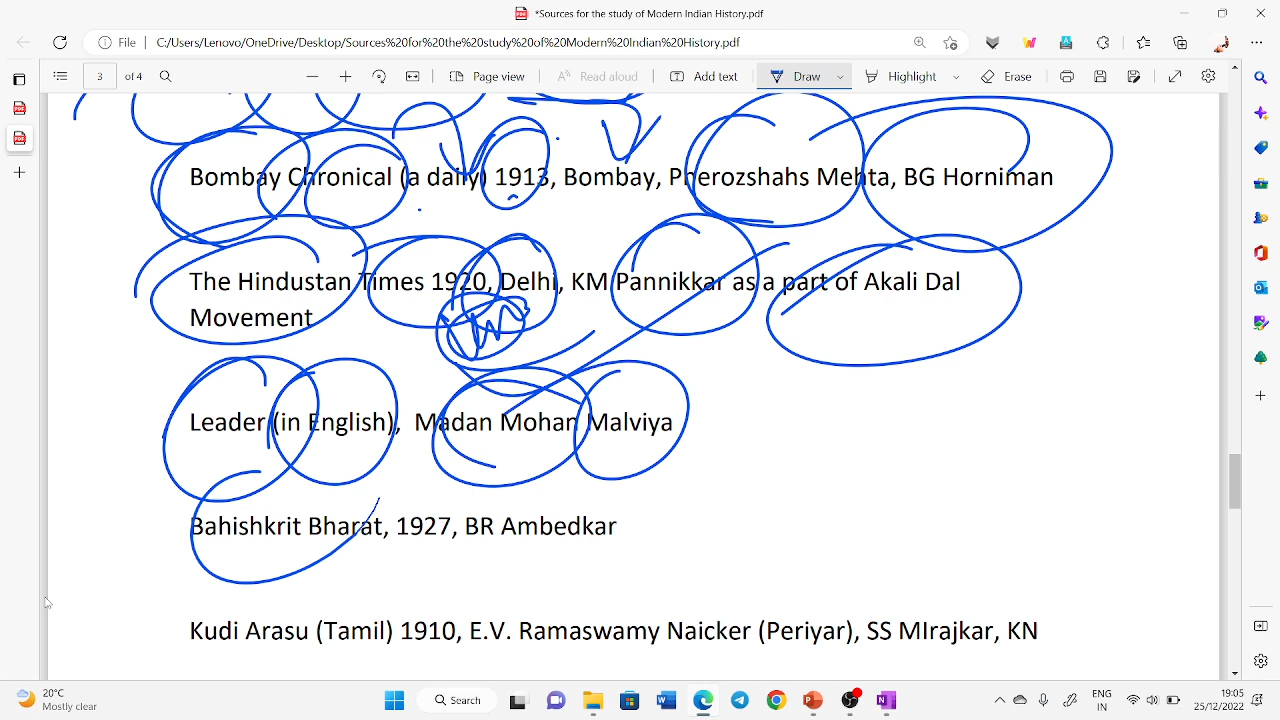 *Sources for the study of Modern Indian History.pdf
File C:/Users/Lenovo/OneDrive/Desktop/Sources%20for%20the%20study%20of%20Modern%20Indian%20History.pdf
3 of 4 Page view Read aloud Add text Draw Highlight Erase
Bombay Chronical (a daily) 1913, Bombay, Pherozshahs Mehta, BG Horniman
The Hindustan Times 1920, Delhi, KM Pannikkar as a part of Akali Dal
Movement
Leader (in English), Madan Mohan Malviya
Bahishkrit Bharat, 1927, BR Ambedkar
Kudi Arasu (Tamil) 1910, E.V. Ramaswamy Naicker (Periyar), SS MIrajkar, KN
20°C
Mostly clear
Search
ENG
IN
19:05
25/12/2022